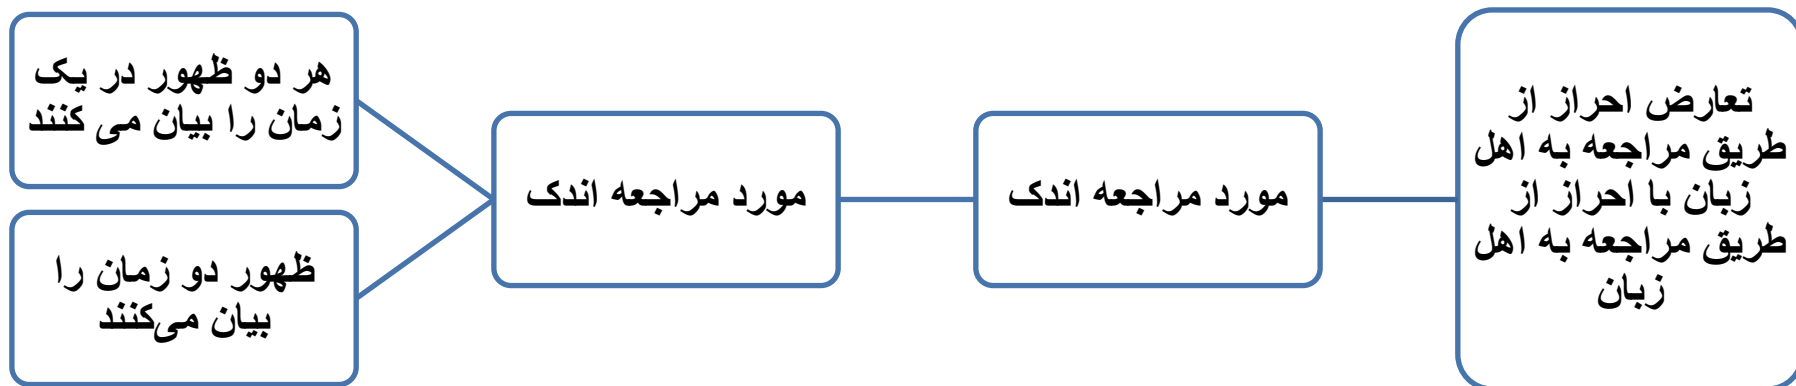 تعارض احراز از
طریق مراجعه به اهل
زبان با احراز از
طریق مراجعه به اهل
زبان
مورد مراجعه اندک
مورد مراجعه اندک
هر دو ظهور در یک
زمان را بیان می کنند
ظهور دو زمان را
بیان می‌کنند